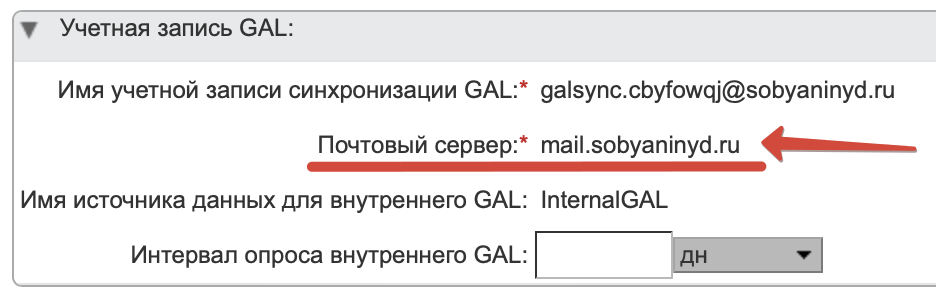 Учетная запись GAL:
Имя учетной записи синхронизации GAL:* galsync.cbyfowqj@sobyaninyd.ru
Почтовый сервер:* mail.sobyaninyd.ru
Имя источника данных для внутреннего GAL: InternalGAL
Интервал опроса внутреннего GAL: дн